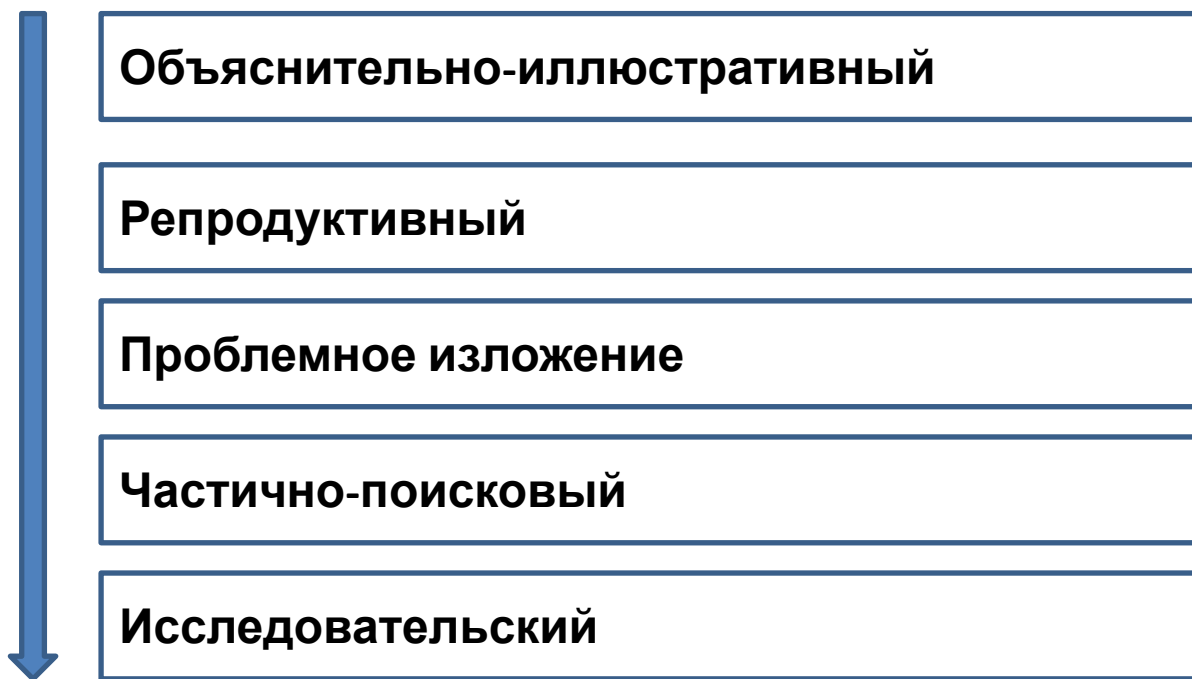 Объяснительно-иллюстративный
Репродуктивный
Проблемное изложение
Частично-поисковый
Исследовательский